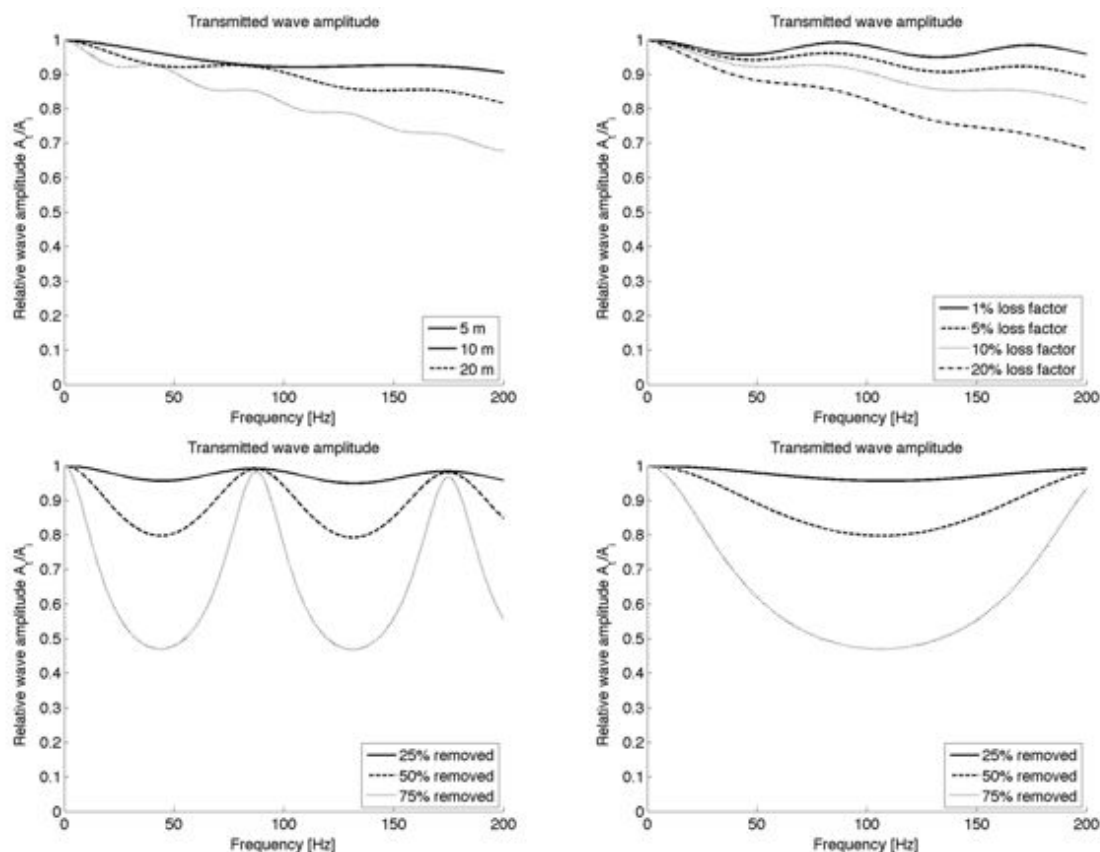 Transmitted wave amplitude
1
0.9
0.8
0.7
0.6
0.5
0.4
0.3
0.2
0.1
0
Relative wave amplitude At/Ai
5 m
10 m
20 m
0 50 100 150 200
Frequency [Hz]
Transmitted wave amplitude
1
0.9
0.8
0.7
0.6
0.5
0.4
0.3
0.2
0.1
0
Relative wave amplitude At/Ai
1% loss factor
5% loss factor
10% loss factor
20% loss factor
0 50 100 150 200
Frequency [Hz]
Transmitted wave amplitude
1
0.9
0.8
0.7
0.6
0.5
0.4
0.3
0.2
0.1
0
Relative wave amplitude At/Ai
25% removed
50% removed
75% removed
0 50 100 150 200
Frequency [Hz]
Transmitted wave amplitude
1
0.9
0.8
0.7
0.6
0.5
0.4
0.3
0.2
0.1
0
Relative wave amplitude At/Ai
25% removed
50% removed
75% removed
0 50 100 150 200
Frequency [Hz]